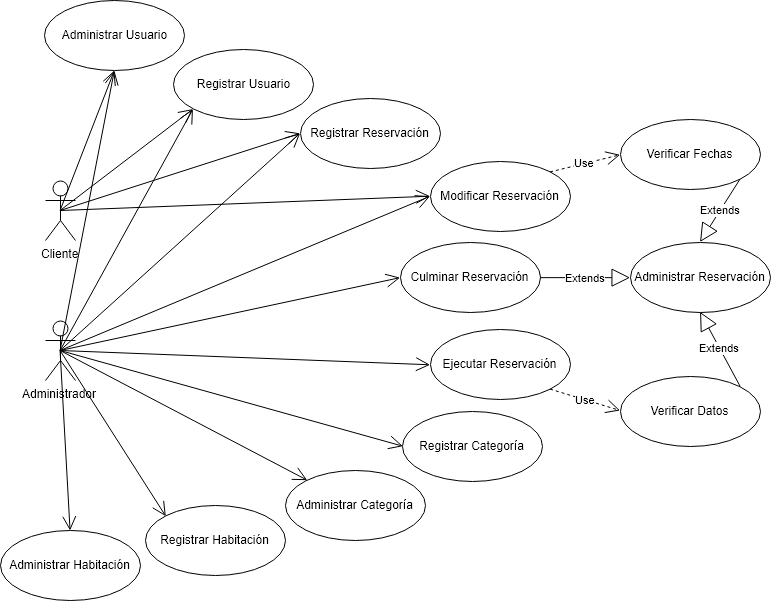 Administrar Usuario
Registrar Usuario
Registrar Reservación
Verificar Fechas
Use
Modificar Reservación
Extends
Cliente
Culminar Reservación
Extends
Administrar Reservación
Extends
Ejecutar Reservación
Administrador
Use
Verificar Datos
Registrar Categoría
Administrar Categoría
Registrar Habitación
Administrar Habitación